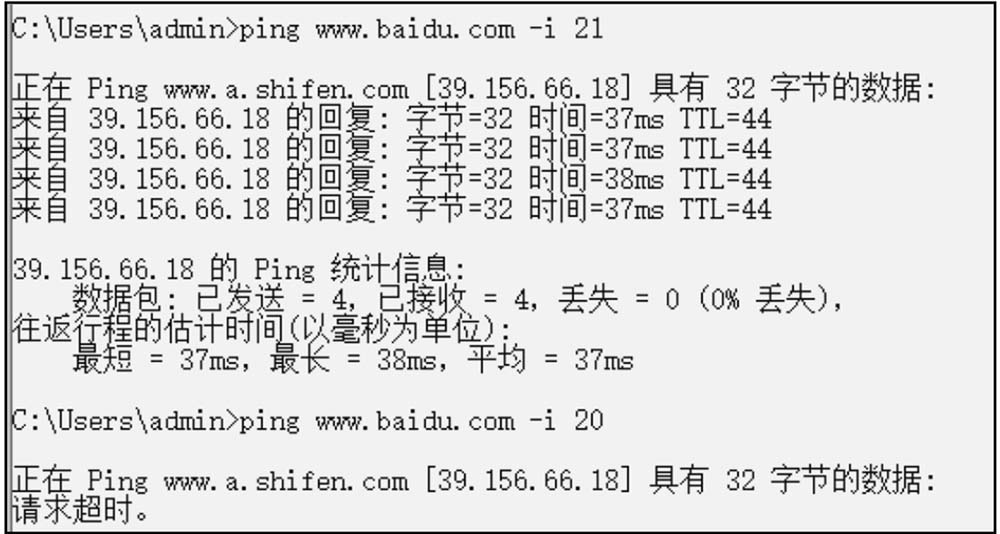 C:\Users\admin>ping www.baidu.com -i 21
正在 Ping www.a.shifen.com [39.156.66.18] 具有 32 字节的数据:
来自 39.156.66.18 的回复: 字节=32 时间=37ms TTL=44
来自 39.156.66.18 的回复: 字节=32 时间=37ms TTL=44
来自 39.156.66.18 的回复: 字节=32 时间=38ms TTL=44
来自 39.156.66.18 的回复: 字节=32 时间=37ms TTL=44
39.156.66.18 的 Ping 统计信息:
数据包: 已发送 = 4, 已接收 = 4, 丢失 = 0 (0% 丢失),
往返行程的估计时间(以毫秒为单位):
最短 = 37ms, 最长 = 38ms, 平均 = 37ms
C:\Users\admin>ping www.baidu.com -i 20
正在 Ping www.a.shifen.com [39.156.66.18] 具有 32 字节的数据:
请求超时。